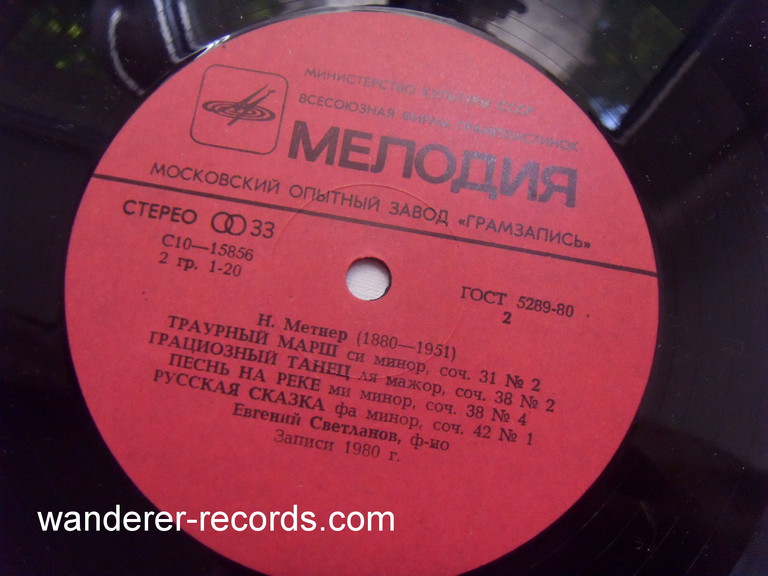 МИНИСТЕРСТВО КУЛЬТУРЫ СССР
ВСЕСОЮЗНАЯ ФИРМА ГРАМПЛАСТИНОК
МЕЛОДИЯ
МОСКОВСКИЙ ОПЫТНЫЙ ЗАВОД «ГРАМЗАПИСЬ»
СТЕРЕО 33
С10—15856
2 гр. 1-20
ГОСТ 5289-80
2
Н. Метнер (1880—1951)
ТРАУРНЫЙ МАРШ си минор, соч. 31 № 2
ГРАЦИОЗНЫЙ ТАНЕЦ ля мажор, соч. 38 № 2
ПЕСНЬ НА РЕКЕ ми минор, соч. 38 № 4
РУССКАЯ СКАЗКА фа минор, соч. 42 № 1
Евгений Светланов, ф-но
Записи 1980 г.
wanderer-records.com